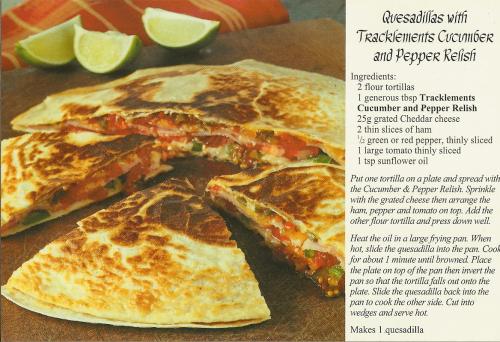 Quesadillas with
Tracklements Cucumber
and Pepper Relish
Ingredients:
2 flour tortillas
1 generous tbsp Tracklements
Cucumber and Pepper Relish
25g grated Cheddar cheese
2 thin slices of ham
½ green or red pepper, thinly sliced
1 large tomato thinly sliced
1 tsp sunflower oil
Put one tortilla on a plate and spread with
the Cucumber & Pepper Relish. Sprinkle
with the grated cheese then arrange the
ham, pepper and tomato on top. Add the
other flour tortilla and press down well.
Heat the oil in a large frying pan. When
hot, slide the quesadilla into the pan. Cook
for about 1 minute until browned. Place
the plate on top of the pan then invert the
pan so that the tortilla falls out onto the
plate. Slide the quesadilla back into the
pan to cook the other side. Cut into
wedges and serve hot.
Makes 1 quesadilla